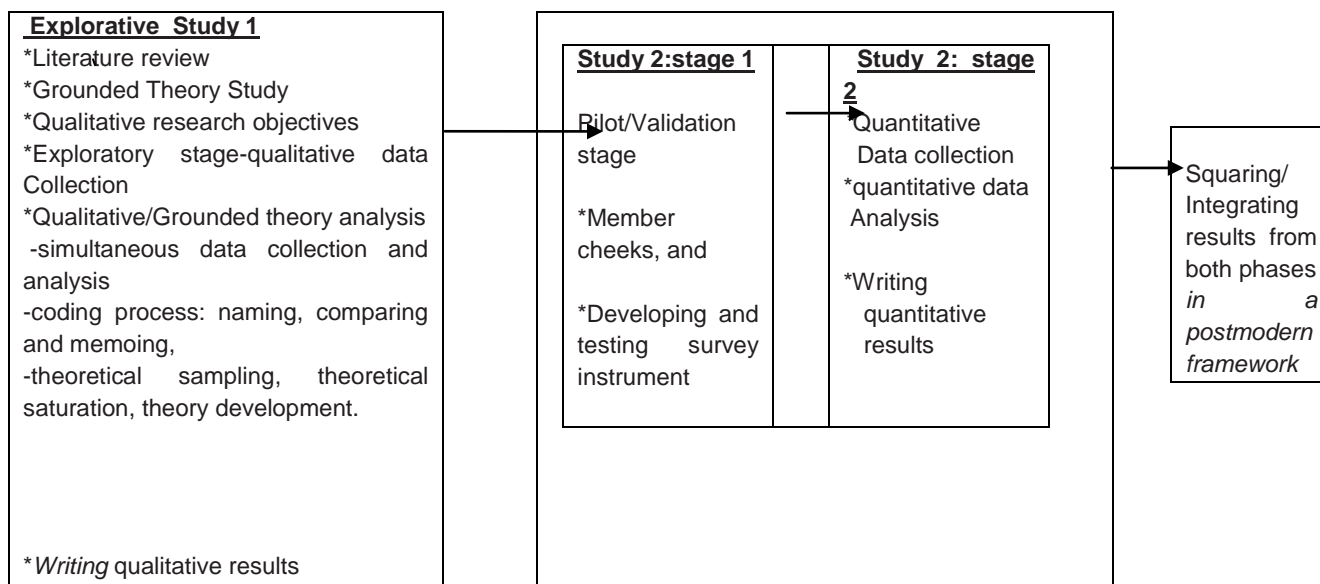 Explorative Study 1
*Literature review
*Grounded Theory Study
*Qualitative research objectives
*Exploratory stage-qualitative data
Collection
*Qualitative/Grounded theory analysis
-simultaneous data collection and
analysis
-coding process: naming, comparing
and memoing,
-theoretical sampling, theoretical
saturation, theory development.
*Writing qualitative results
Study 2:stage 1
Pilot/Validation
stage
*Member
cheeks, and
*Developing and
testing survey
instrument
Study 2: stage
2
*Quantitative
Data collection
*quantitative data
Analysis
*Writing
quantitative
results
Squaring/
Integrating
results from
both phases
in a
postmodern
framework